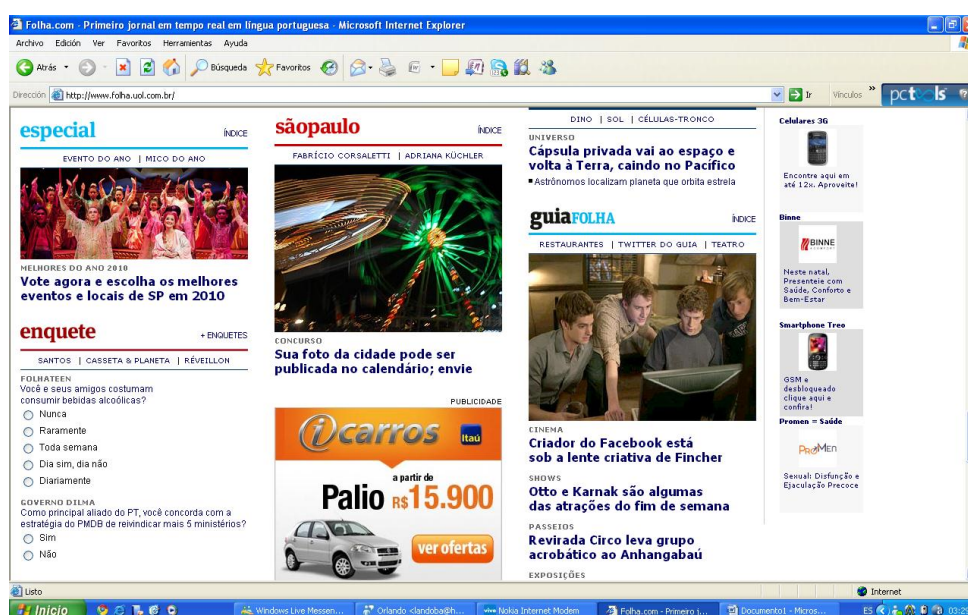 Folha.com - Primeiro jornal em tempo real em língua portuguesa - Microsoft Internet Explorer
Archivo Edición Ver Favoritos Herramientas Ayuda
Atrás Búsqueda Favoritos
Dirección http://www.folha.uol.com.br/ Ir Vínculos » pctools
especial ÍNDICE
EVENTO DO ANO | MICO DO ANO
MELHORES DO ANO 2010
Vote agora e escolha os melhores
eventos e locais de SP em 2010
enquete + ENQUETES
SANTOS | CASSETA & PLANETA | RÉVEILLON
FOLHATEEN
Você e seus amigos costumam
consumir bebidas alcoólicas?
Nunca
Raramente
Toda semana
Dia sim, dia não
Diariamente
GOVERNO DILMA
Como principal aliado do PT, você concorda com a
estratégia do PMDB de reivindicar mais 5 ministérios?
Sim
Não
sãopaulo ÍNDICE
FABRÍCIO CORSALETTI | ADRIANA KÜCHLER
CONCURSO
Sua foto da cidade pode ser
publicada no calendário; envie
PUBLICIDADE
icarros Itaú
a partir de
Palio R$15.900
ver ofertas
DINO | SOL | CÉLULAS-TRONCO
UNIVERSO
Cápsula privada vai ao espaço e
volta à Terra, caindo no Pacífico
Astrônomos localizam planeta que orbita estrela
guiaFOLHA ÍNDICE
RESTAURANTES | TWITTER DO GUIA | TEATRO
CINEMA
Criador do Facebook está
sob a lente criativa de Fincher
SHOWS
Otto e Karnak são algumas
das atrações do fim de semana
PASSEIOS
Revirada Circo leva grupo
acrobático ao Anhangabaú
EXPOSIÇÕES
Celulares 3G
Encontre aqui em
até 12x. Aproveite!
Binne
BINNE
Neste natal,
Presenteie com
Saúde, Conforto e
Bem-Estar
Smartphone Treo
GSM e
desbloqueado
clique aqui e
confira!
Promen = Saúde
PROMEN
Sexual: Disfunção e
Ejaculação Precoce
Listo Internet
Inicio Windows Live Messen... Orlando <landoba@h... Nokia Internet Modem Folha.com - Primeiro j... Documento1 - Micros... ES